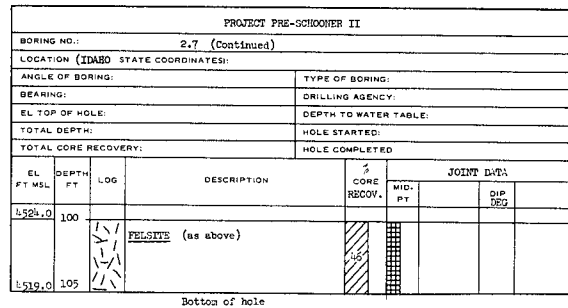 PROJECT PRE-SCHOONER II
BORING NO.: 2.7 (Continued)
LOCATION (IDAHO STATE COORDINATES):
ANGLE OF BORING: TYPE OF BORING:
BEARING: DRILLING AGENCY:
EL TOP OF HOLE: DEPTH TO WATER TABLE:
TOTAL DEPTH: HOLE STARTED:
TOTAL CORE RECOVERY: HOLE COMPLETED
EL FT MSL DEPTH FT LOG DESCRIPTION % CORE RECOV. JOINT DATA
MID. PT DIP DEG
4524.0 100
FELSITE (as above)
46
4519.0 105
Bottom of hole